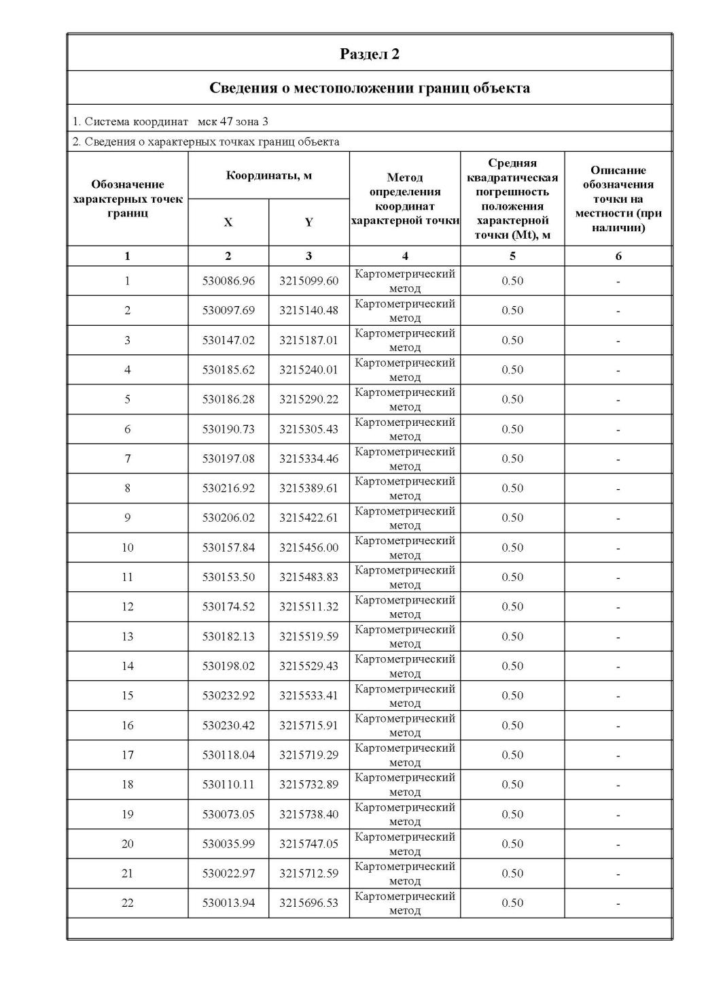 Раздел 2
Сведения о местоположении границ объекта
1. Система координат мск 47 зона 3
2. Сведения о характерных точках границ объекта
Обозначение
характерных точек
границ
Координаты, м
X
Y
Метод
определения
координат
характерной точки
Средняя
квадратическая
погрешность
положения
характерной
точки (Mt), м
Описание
обозначения
точки на
местности (при
наличии)
1 2 3 4 5 6
1 530086.96 3215099.60 Картометрический
метод 0.50 -
2 530097.69 3215140.48 Картометрический
метод 0.50 -
3 530147.02 3215187.01 Картометрический
метод 0.50 -
4 530185.62 3215240.01 Картометрический
метод 0.50 -
5 530186.28 3215290.22 Картометрический
метод 0.50 -
6 530190.73 3215305.43 Картометрический
метод 0.50 -
7 530197.08 3215334.46 Картометрический
метод 0.50 -
8 530216.92 3215389.61 Картометрический
метод 0.50 -
9 530206.02 3215422.61 Картометрический
метод 0.50 -
10 530157.84 3215456.00 Картометрический
метод 0.50 -
11 530153.50 3215483.83 Картометрический
метод 0.50 -
12 530174.52 3215511.32 Картометрический
метод 0.50 -
13 530182.13 3215519.59 Картометрический
метод 0.50 -
14 530198.02 3215529.43 Картометрический
метод 0.50 -
15 530232.92 3215533.41 Картометрический
метод 0.50 -
16 530230.42 3215715.91 Картометрический
метод 0.50 -
17 530118.04 3215719.29 Картометрический
метод 0.50 -
18 530110.11 3215732.89 Картометрический
метод 0.50 -
19 530073.05 3215738.40 Картометрический
метод 0.50 -
20 530035.99 3215747.05 Картометрический
метод 0.50 -
21 530022.97 3215712.59 Картометрический
метод 0.50 -
22 530013.94 3215696.53 Картометрический
метод 0.50 -